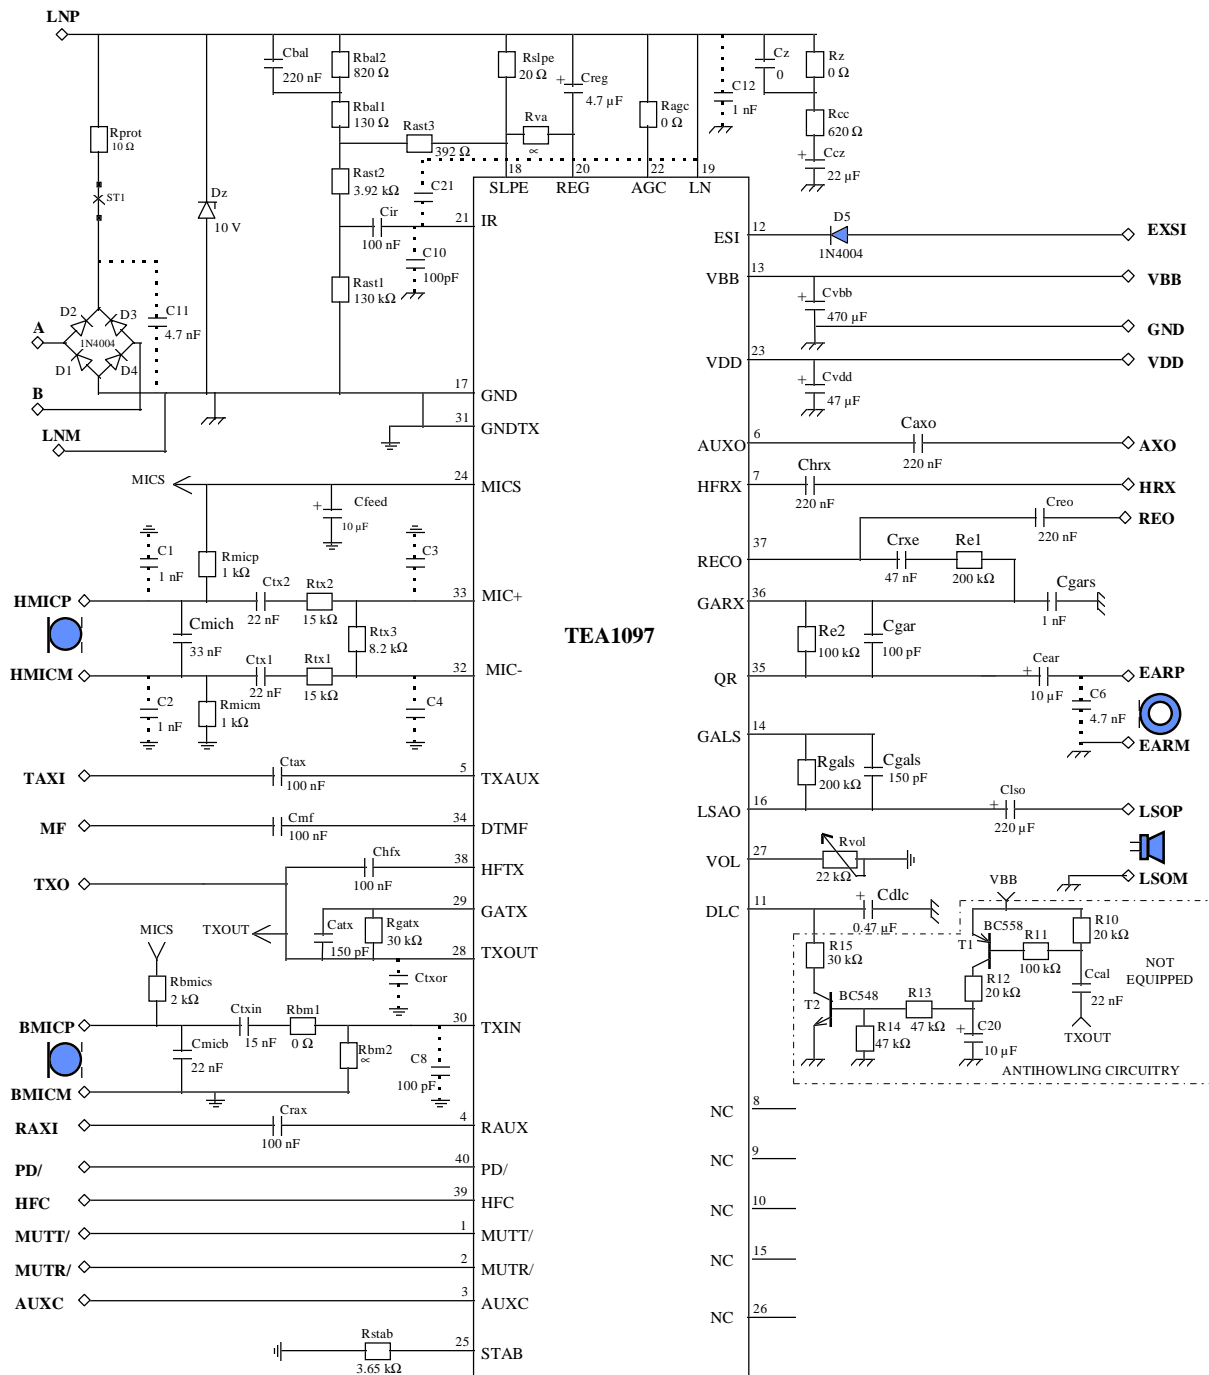 LNP
Cbal
220 nF
Rbal2
820 Ω
Rslpe
20 Ω
Creg
+
4.7 µF
C12
1 nF
Cz
0
Rz
0 Ω
Rprot
10 Ω
Rbal1
130 Ω
Rast3
392 Ω
Rva
∝
Ragc
0 Ω
Rcc
620 Ω
Ccz
+
22 µF
ST1
Dz
10 V
Rast2
3.92 kΩ
C21
18
20
22
19
SLPE
REG
AGC
LN
Cir
100 nF
21
IR
C10
100pF
Rast1
130 kΩ
12
ESI
D5
1N4004
EXSI
13
VBB
VBB
Cvbb
+
470 µF
GND
D2
D3
A
1N4004
D1
D4
C11
4.7 nF
23
VDD
VDD
Cvdd
+
47 µF
B
LNM
17
GND
31
GNDTX
6
AUXO
Caxo
220 nF
AXO
MICS
24
MICS
7
HFRX
Chrx
220 nF
HRX
Cfeed
+
10 µF
Creo
220 nF
REO
C1
1 nF
Rmicp
1 kΩ
C3
37
RECO
Crxe
47 nF
Re1
200 kΩ
HMICP
Ctx2
22 nF
Rtx2
15 kΩ
33
MIC+
36
GARX
Cgars
1 nF
Cmich
33 nF
Rtx3
8.2 kΩ
TEA1097
Re2
100 kΩ
Cgar
100 pF
HMICM
Ctx1
22 nF
Rtx1
15 kΩ
32
MIC-
35
QR
Cear
+
10 µF
EARP
C2
1 nF
Rmicm
1 kΩ
C4
C6
4.7 nF
EARM
14
GALS
Rgals
200 kΩ
Cgals
150 pF
TAXI
Ctax
100 nF
5
TXAUX
16
LSAO
Clso
+
220 µF
LSOP
MF
Cmf
100 nF
34
DTMF
27
VOL
Rvol
22 kΩ
LSOM
TXO
Chfx
100 nF
38
HFTX
11
DLC
Cdlc
+
0.47 µF
VBB
29
GATX
TXOUT
Catx
150 pF
Rgatx
30 kΩ
28
TXOUT
R15
30 kΩ
T1
BC558
R11
100 kΩ
R10
20 kΩ
NOT
EQUIPPED
MICS
Rbmics
2 kΩ
Ctxor
T2
BC548
R13
47 kΩ
R12
20 kΩ
Ccal
22 nF
TXOUT
BMICP
Ctxin
15 nF
Rbm1
0 Ω
30
TXIN
R14
47 kΩ
C20
+
10 µF
Cmicb
22 nF
Rbm2
∝
C8
100 pF
ANTIHOWLING CIRCUITRY
BMICM
RAXI
Crax
100 nF
4
RAUX
8
NC
PD/
40
PD/
9
NC
HFC
39
HFC
10
NC
MUTT/
1
MUTT/
MUTR/
2
MUTR/
15
NC
AUXC
3
AUXC
26
NC
Rstab
3.65 kΩ
25
STAB